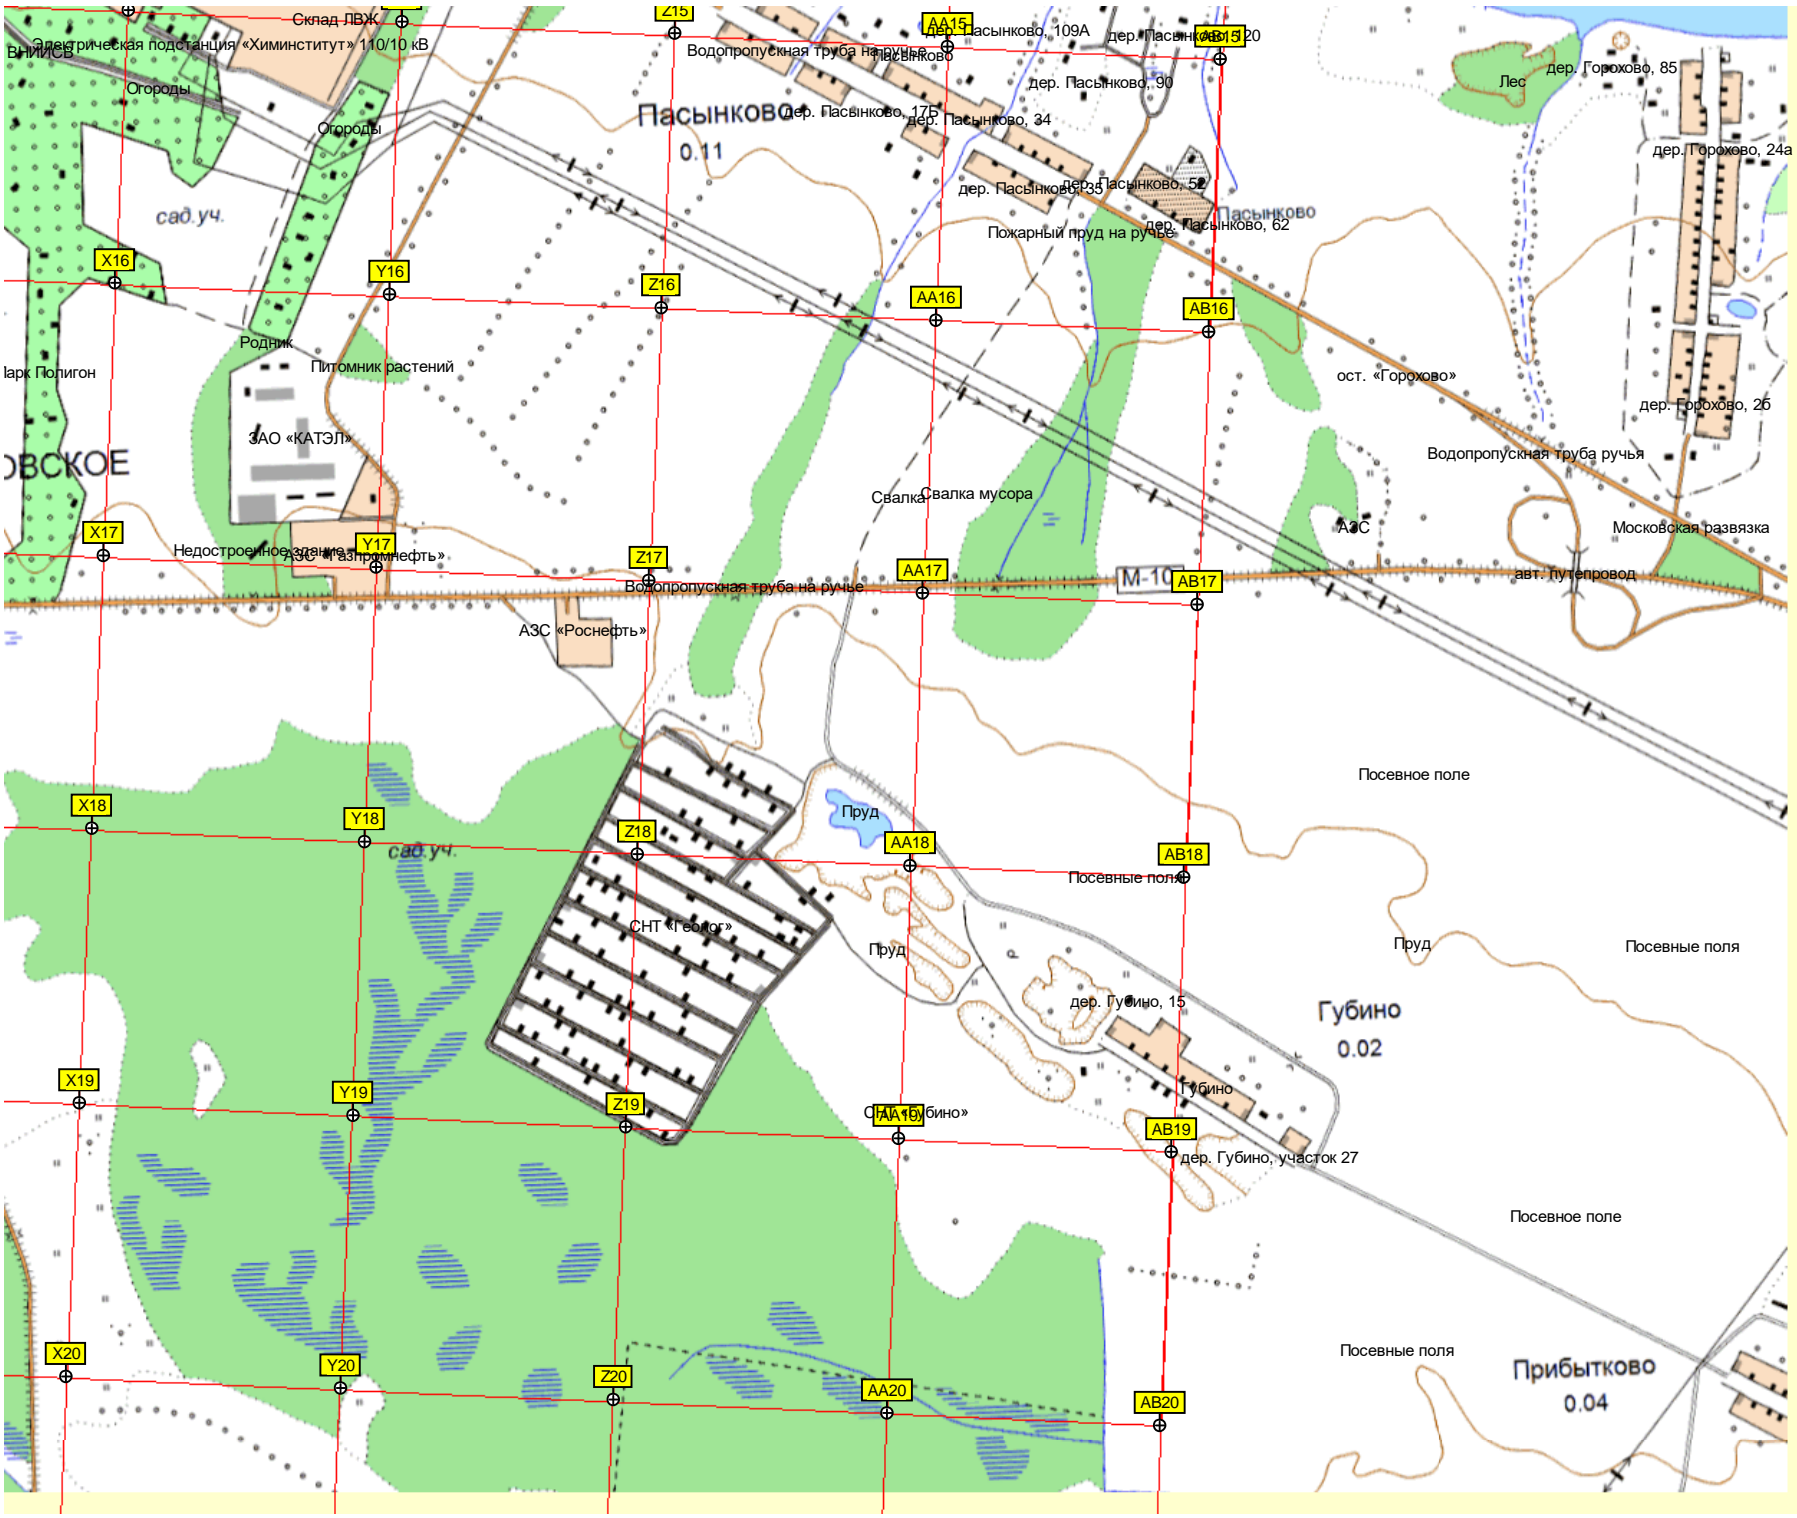 Склад ЛВЖ
Z15
AA15
дер. Пасынково, 109А
дер. Пасынково, 120
AB15
Электрическая подстанция «Химинститут» 110/10 кВ
ВНИИСВ
Водопропускная труба на ручье
Пасынково
дер. Горохово, 85
Лес
Огороды
дер. Пасынково, 90
Пасынково
дер. Пасынково, 17Б
дер. Пасынково, 34
Огороды
0.11
дер. Горохово, 24а
дер. Пасынково, 35
дер. Пасынково, 52
сад.уч.
Пасынково
дер. Пасынково, 62
Пожарный пруд на ручье
X16
Y16
Z16
AA16
AB16
Родник
Питомник растений
Парк Полигон
ост. «Горохово»
дер. Горохово, 26
ЗАО «КАТЭЛ»
ОВСКОЕ
Водопропускная труба ручья
Свалка
Свалка мусора
АЗС
Московская развязка
X17
Y17
Недостроенное здание
АЗС «Газпромнефть»
Z17
AA17
М-10
AB17
Водопропускная труба на ручье
авт. путепровод
АЗС «Роснефть»
Посевное поле
X18
Y18
Z18
Пруд
AA18
AB18
сад.уч.
Посевные поля
СНТ «Геолог»
Пруд
Пруд
Посевные поля
дер. Губино, 15
Губино
0.02
X19
Y19
Z19
AA19
СНТ «Губино»
Губино
AB19
дер. Губино, участок 27
Посевное поле
X20
Y20
Z20
AA20
AB20
Посевные поля
Прибытково
0.04